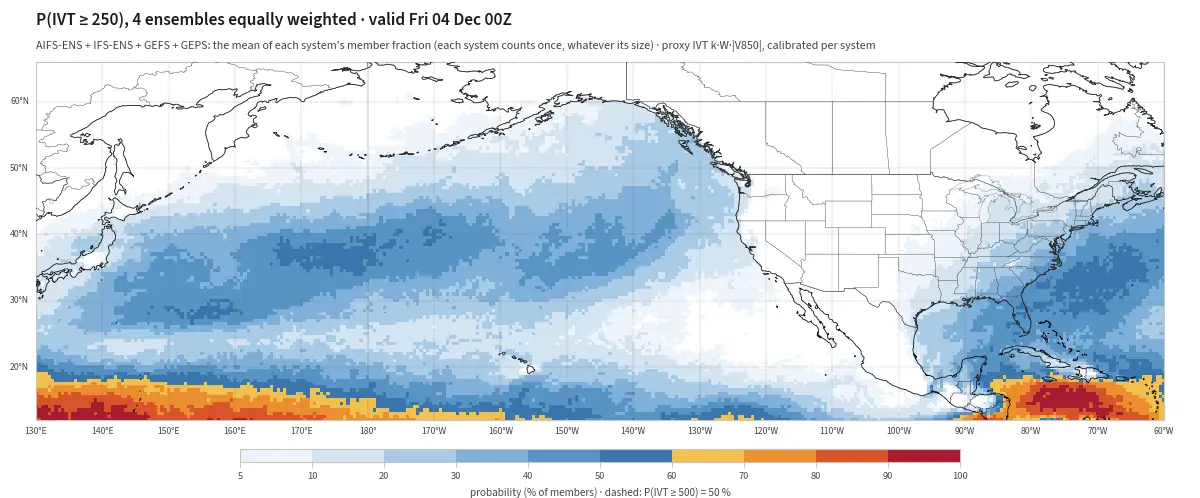 P(IVT ≥ 250), 4 ensembles equally weighted · valid Fri 04 Dec 00Z
AIFS-ENS + IFS-ENS + GEFS + GEPS: the mean of each system's member fraction (each system counts once, whatever its size) · proxy IVT k·W·|V850|, calibrated per system
60°N
50°N
40°N
30°N
20°N
130°E 140°E 150°E 160°E 170°E 180° 170°W 160°W 150°W 140°W 130°W 120°W 110°W 100°W 90°W 80°W 70°W 60°W
5 10 20 30 40 50 60 70 80 90 100
probability (% of members) · dashed: P(IVT ≥ 500) = 50 %